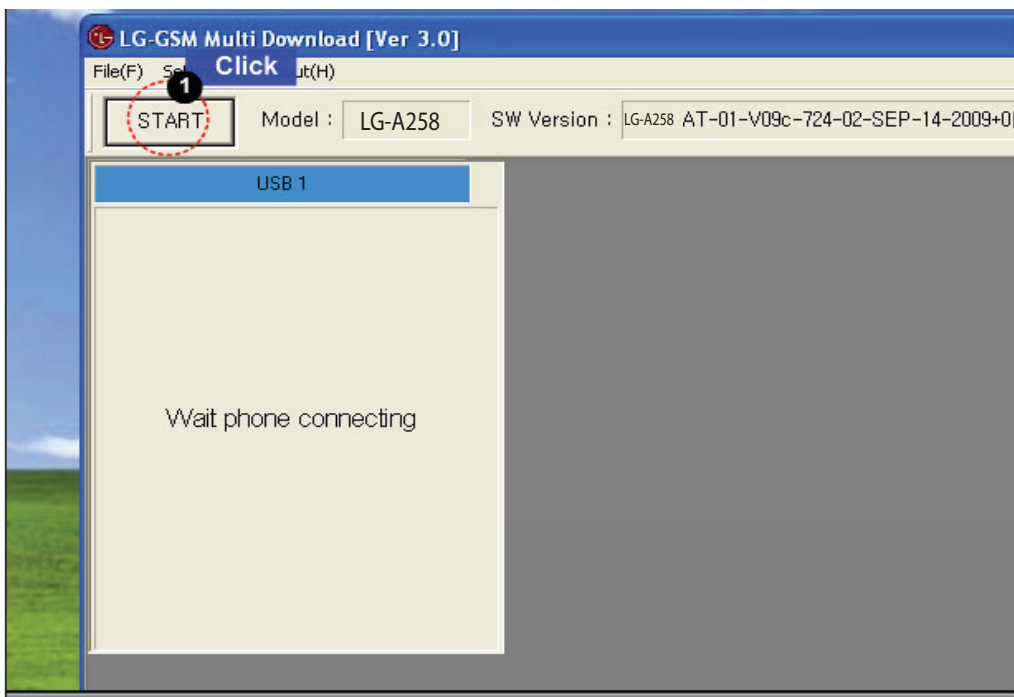 LG-GSM Multi Download [Ver 3.0]
File(F)
Click
1
START Model : LG-A258 SW Version : LG-A258 AT-01-V09c-724-02-SEP-14-2009+0
USB 1
Wait phone connecting